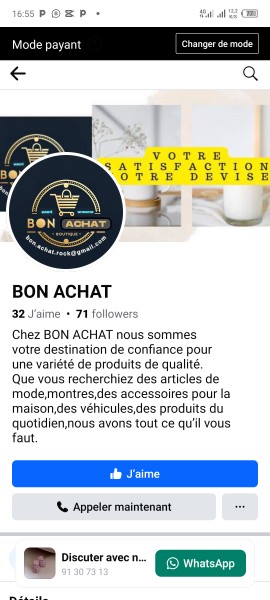 16:55
4G
13,2
K/S
Mode payant
Changer de mode
VOTRE
SATISFACTION
NOTRE DEVISE
BON ACHAT
• BOUTIQUE •
bon.achat.rock@gmail.com
BON ACHAT
32 J’aime • 71 followers
Chez BON ACHAT nous sommes
votre destination de confiance pour
une variété de produits de qualité.
Que vous recherchiez des articles de
mode,montres,des accessoires pour la
maison,des véhicules,des produits du
quotidien,nous avons tout ce qu’il vous
faut.
J’aime
Appeler maintenant
Discuter avec n...
91 30 73 13
WhatsApp